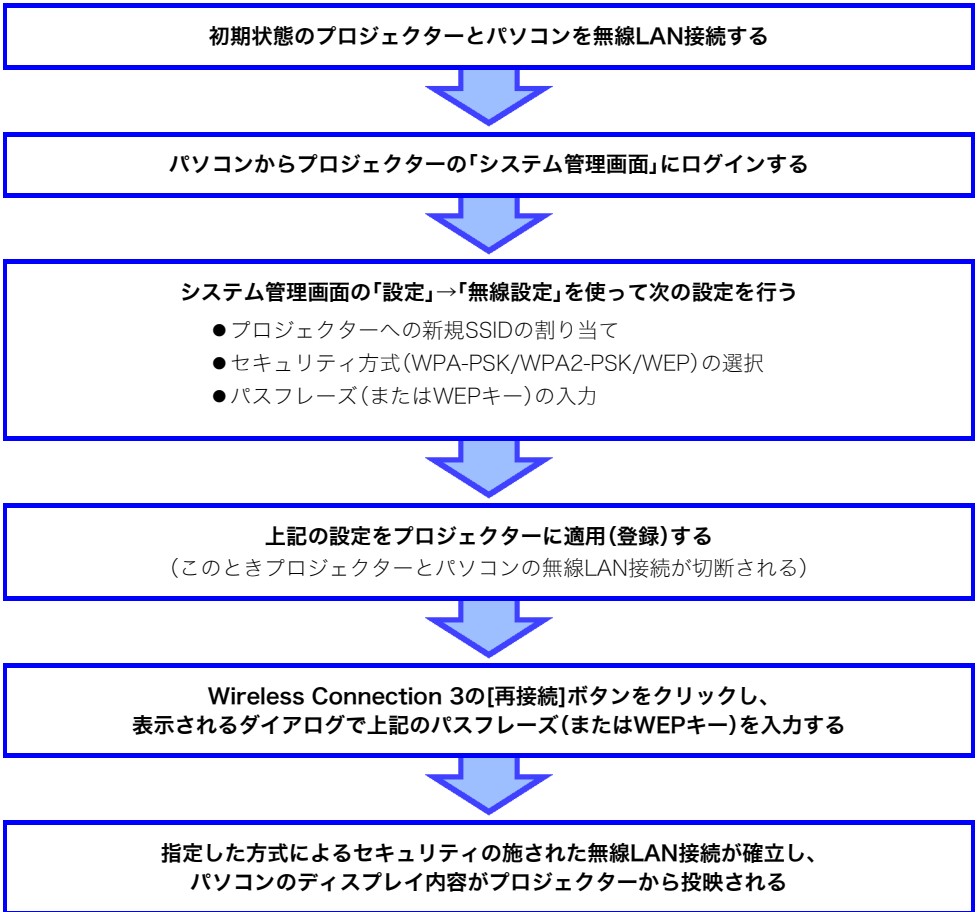 初期状態のプロジェクターとパソコンを無線LAN接続する
パソコンからプロジェクターの「システム管理画面」にログインする
システム管理画面の「設定」→「無線設定」を使って次の設定を行う
●プロジェクターへの新規SSIDの割り当て
●セキュリティ方式(WPA-PSK/WPA2-PSK/WEP)の選択
●パスフレーズ(またはWEPキー)の入力
上記の設定をプロジェクターに適用(登録)する
(このときプロジェクターとパソコンの無線LAN接続が切断される)
Wireless Connection 3の[再接続]ボタンをクリックし、
表示されるダイアログで上記のパスフレーズ(またはWEPキー)を入力する
指定した方式によるセキュリティの施された無線LAN接続が確立し、
パソコンのディスプレイ内容がプロジェクターから投映される